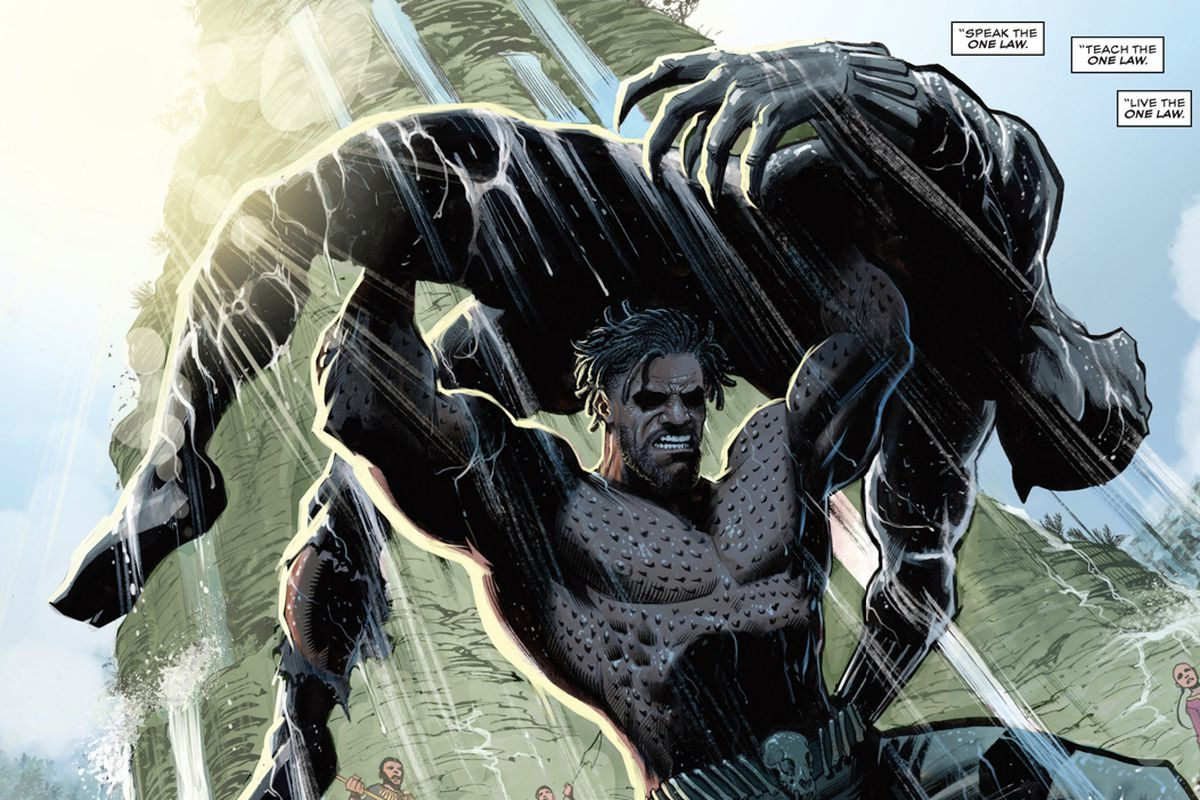 "SPEAK THE
ONE LAW.
"TEACH THE
ONE LAW.
"LIVE THE
ONE LAW.